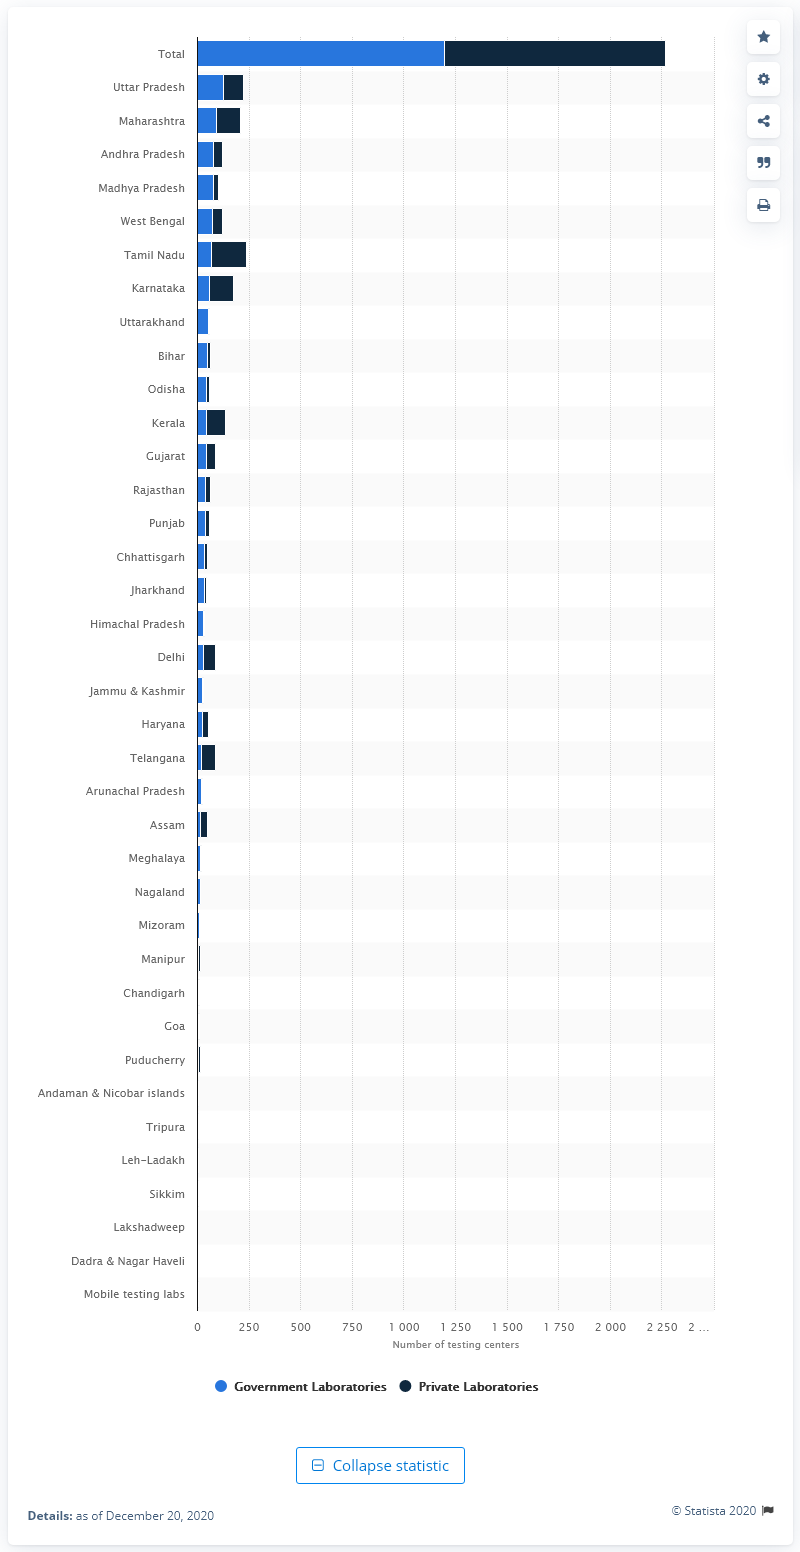 Total
Uttar Pradesh
Maharashtra
Andhra Pradesh
Madhya Pradesh
West Bengal
Tamil Nadu
Karnataka
Uttarakhand
Bihar
Odisha
Kerala
Gujarat
Rajasthan
Punjab
Chhattisgarh
Jharkhand
Himachal Pradesh
Delhi
Jammu & Kashmir
Haryana
Telangana
Arunachal Pradesh
Assam
Meghalaya
Nagaland
Mizoram
Manipur
Chandigarh
Goa
Puducherry
Andaman & Nicobar islands
Tripura
Leh-Ladakh
Sikkim
Lakshadweep
Dadra & Nagar Haveli
Mobile testing labs
0 250 500 750 1 000 1 250 1 500 1 750 2 000 2 250 2 ...
Number of testing centers
Government Laboratories Private Laboratories
Collapse statistic
Details: as of December 20, 2020
© Statista 2020